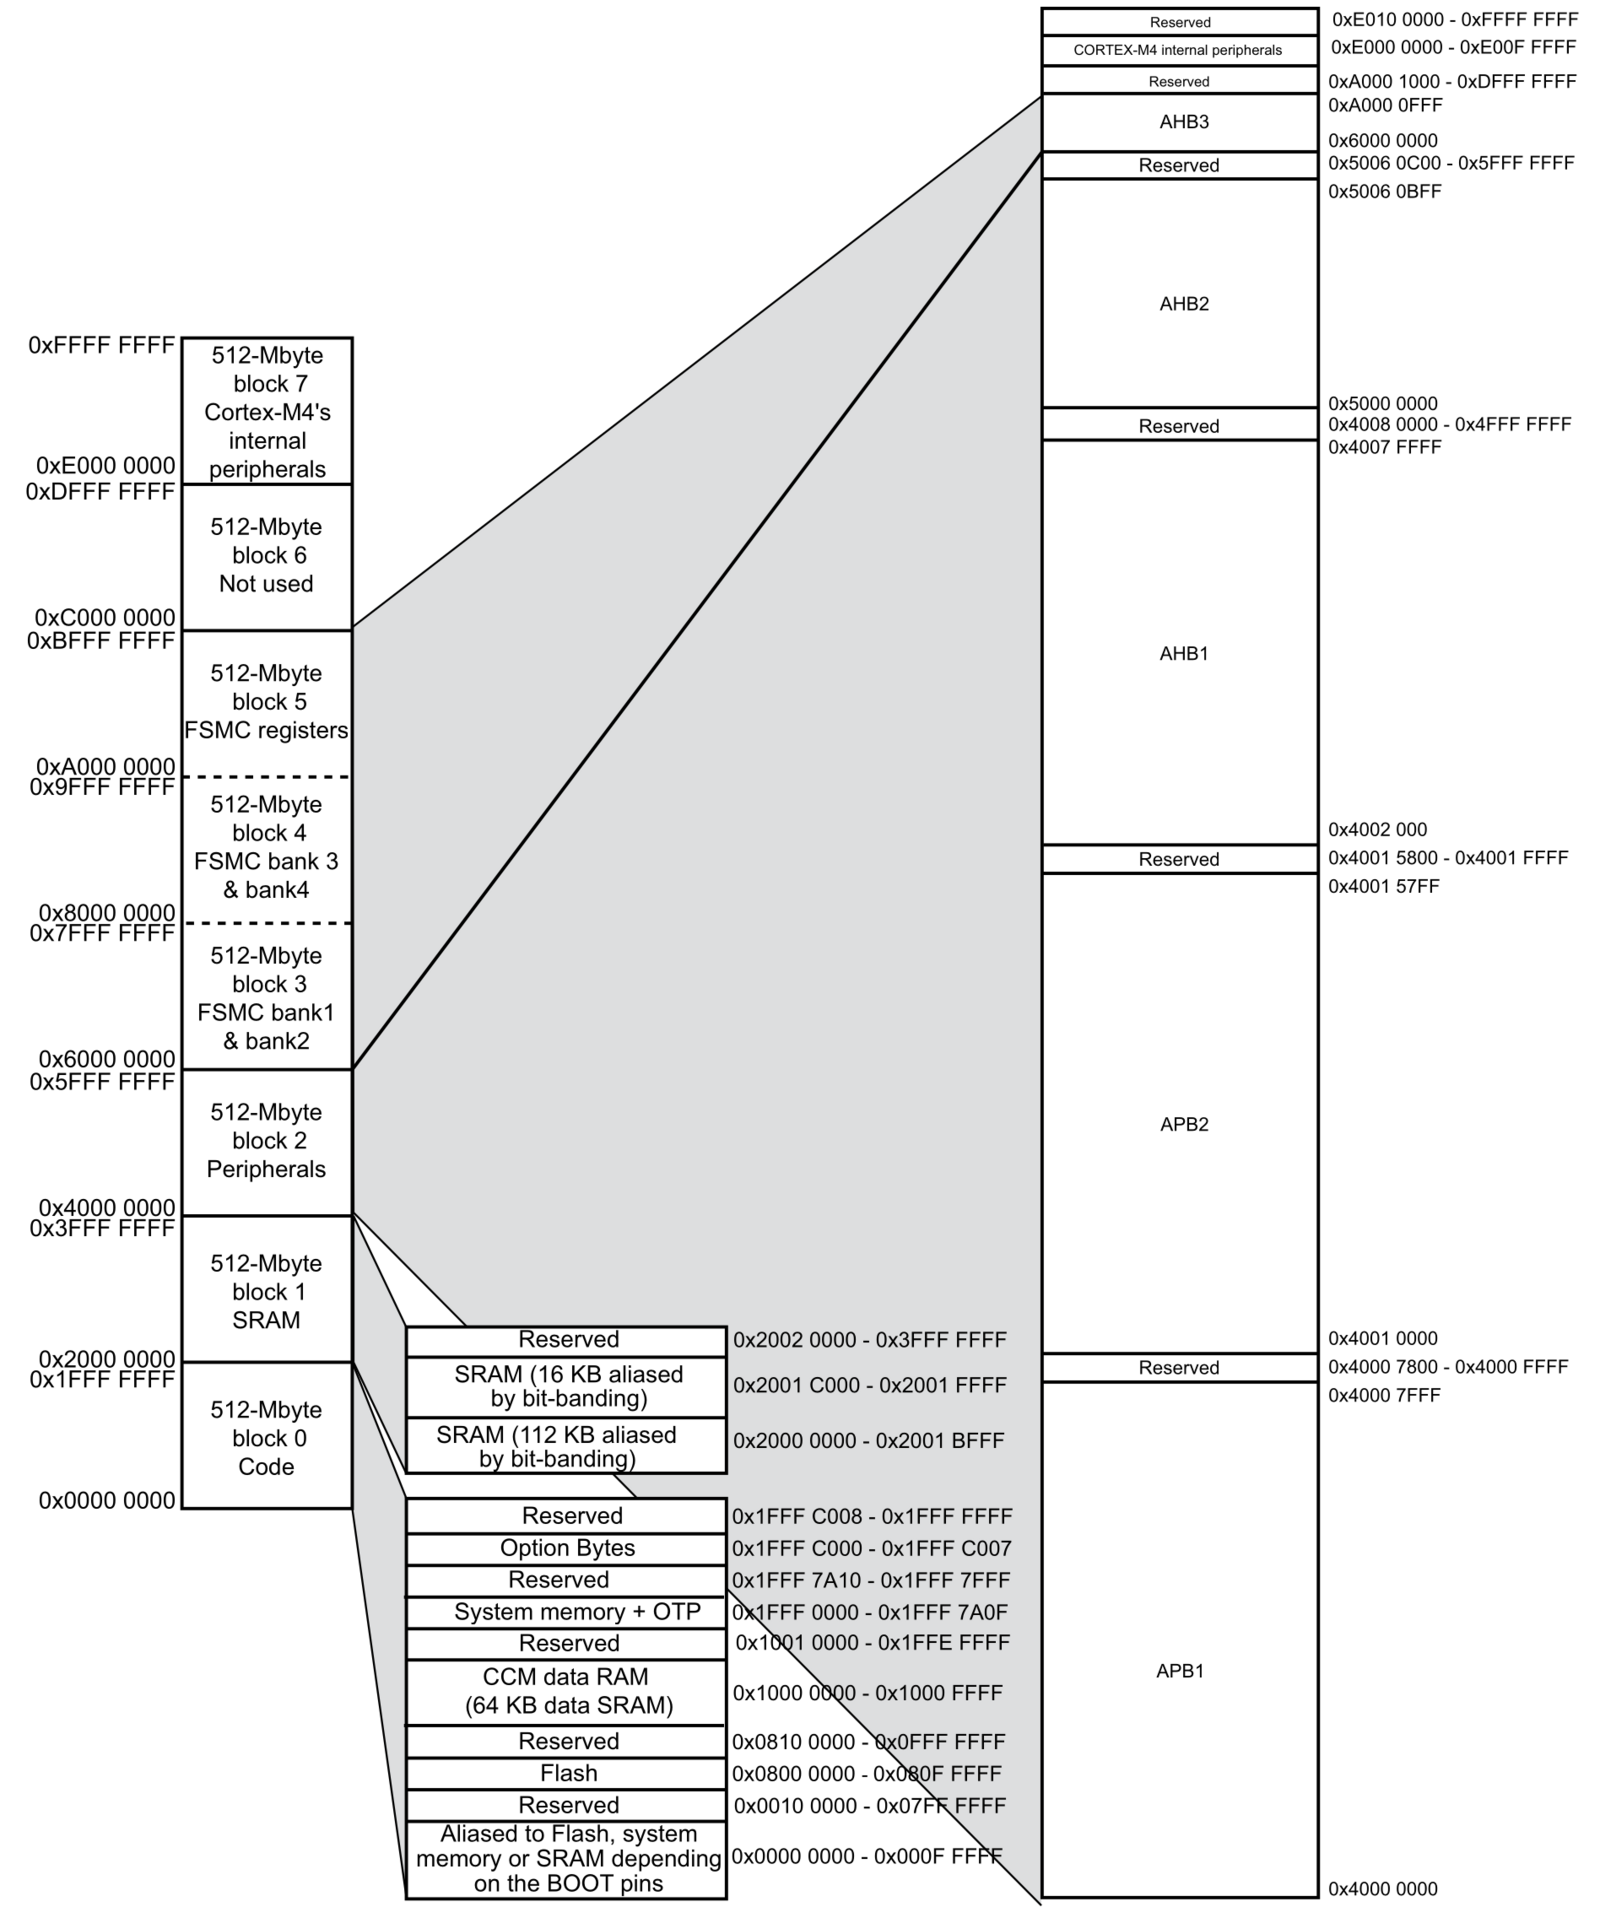 0xFFFF FFFF
512-Mbyte
block 7
Cortex-M4's
internal
peripherals
0xE000 0000
0xDFFF FFFF
512-Mbyte
block 6
Not used
0xC000 0000
0xBFFF FFFF
512-Mbyte
block 5
FSMC registers
0xA000 0000
0x9FFF FFFF
512-Mbyte
block 4
FSMC bank 3
& bank4
0x8000 0000
0x7FFF FFFF
512-Mbyte
block 3
FSMC bank1
& bank2
0x6000 0000
0x5FFF FFFF
512-Mbyte
block 2
Peripherals
0x4000 0000
0x3FFF FFFF
512-Mbyte
block 1
SRAM
0x2000 0000
0x1FFF FFFF
512-Mbyte
block 0
Code
0x0000 0000
Reserved 0x2002 0000 - 0x3FFF FFFF
SRAM (16 KB aliased
by bit-banding)
0x2001 C000 - 0x2001 FFFF
SRAM (112 KB aliased
by bit-banding)
0x2000 0000 - 0x2001 BFFF
Reserved 0x1FFF C008 - 0x1FFF FFFF
Option Bytes 0x1FFF C000 - 0x1FFF C007
Reserved 0x1FFF 7A10 - 0x1FFF 7FFF
System memory + OTP 0x1FFF 0000 - 0x1FFF 7A0F
Reserved 0x1001 0000 - 0x1FFE FFFF
CCM data RAM
(64 KB data SRAM)
0x1000 0000 - 0x1000 FFFF
Reserved 0x0810 0000 - 0x0FFF FFFF
Flash 0x0800 0000 - 0x080F FFFF
Reserved 0x0010 0000 - 0x07FF FFFF
Aliased to Flash, system
memory or SRAM depending
on the BOOT pins
0x0000 0000 - 0x000F FFFF
Reserved 0xE010 0000 - 0xFFFF FFFF
CORTEX-M4 internal peripherals 0xE000 0000 - 0xE00F FFFF
Reserved 0xA000 1000 - 0xDFFF FFFF
0xA000 0FFF
AHB3
0x6000 0000
Reserved 0x5006 0C00 - 0x5FFF FFFF
0x5006 0BFF
AHB2
0x5000 0000
Reserved 0x4008 0000 - 0x4FFF FFFF
0x4007 FFFF
AHB1
0x4002 000
Reserved 0x4001 5800 - 0x4001 FFFF
0x4001 57FF
APB2
0x4001 0000
Reserved 0x4000 7800 - 0x4000 FFFF
0x4000 7FFF
APB1
0x4000 0000